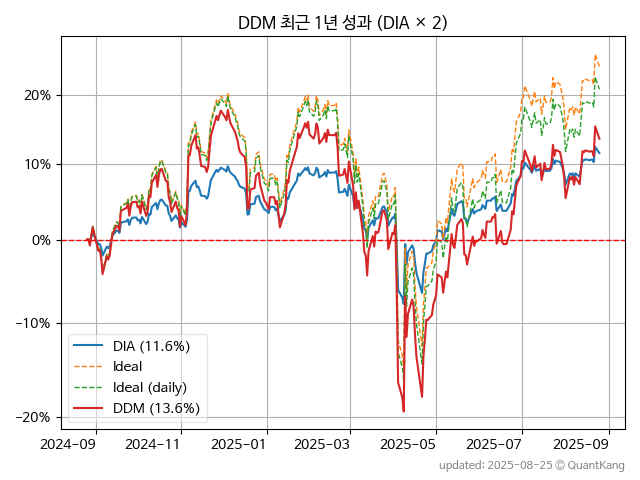 DDM 최근 1년 성과 (DIA × 2)
20%
10%
0%
−10%
−20%
DIA (11.6%)
Ideal
Ideal (daily)
DDM (13.6%)
2024-09 2024-11 2025-01 2025-03 2025-05 2025-07 2025-09
updated: 2025-08-25 © QuantKang